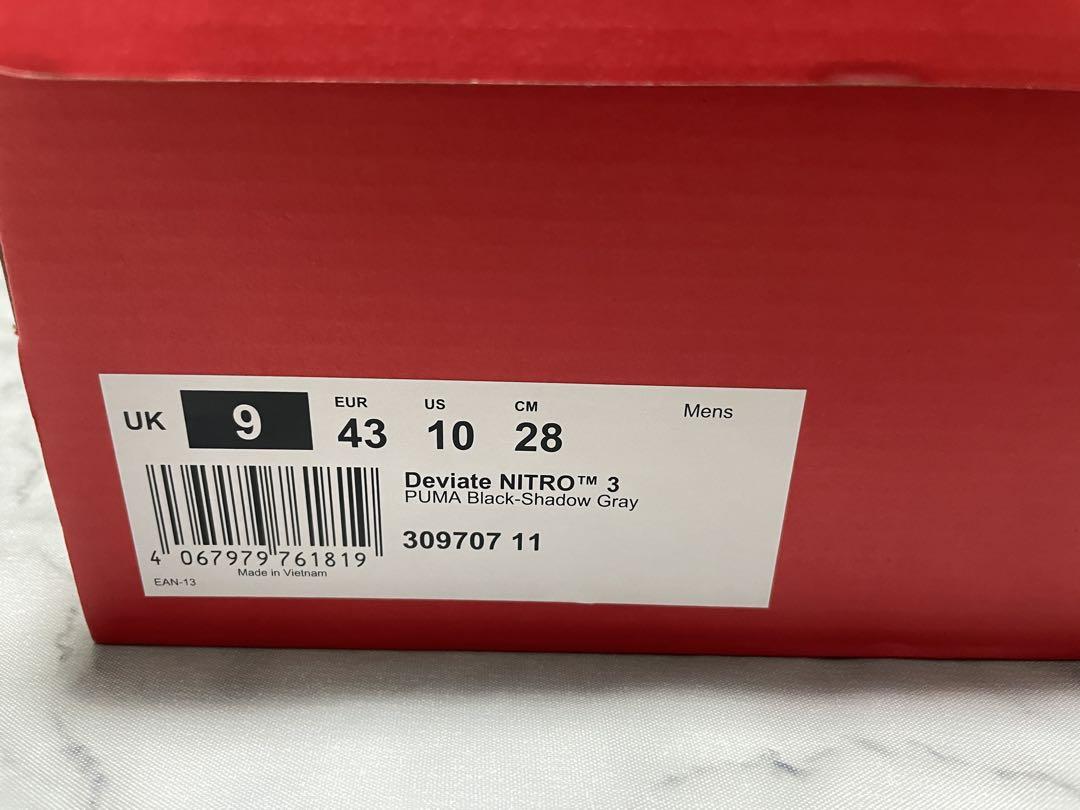 UK 9 EUR 43 US 10 CM 28 Mens
Deviate NITRO™ 3
PUMA Black-Shadow Gray
309707 11
4 067979 761819
Made in Vietnam
EAN-13